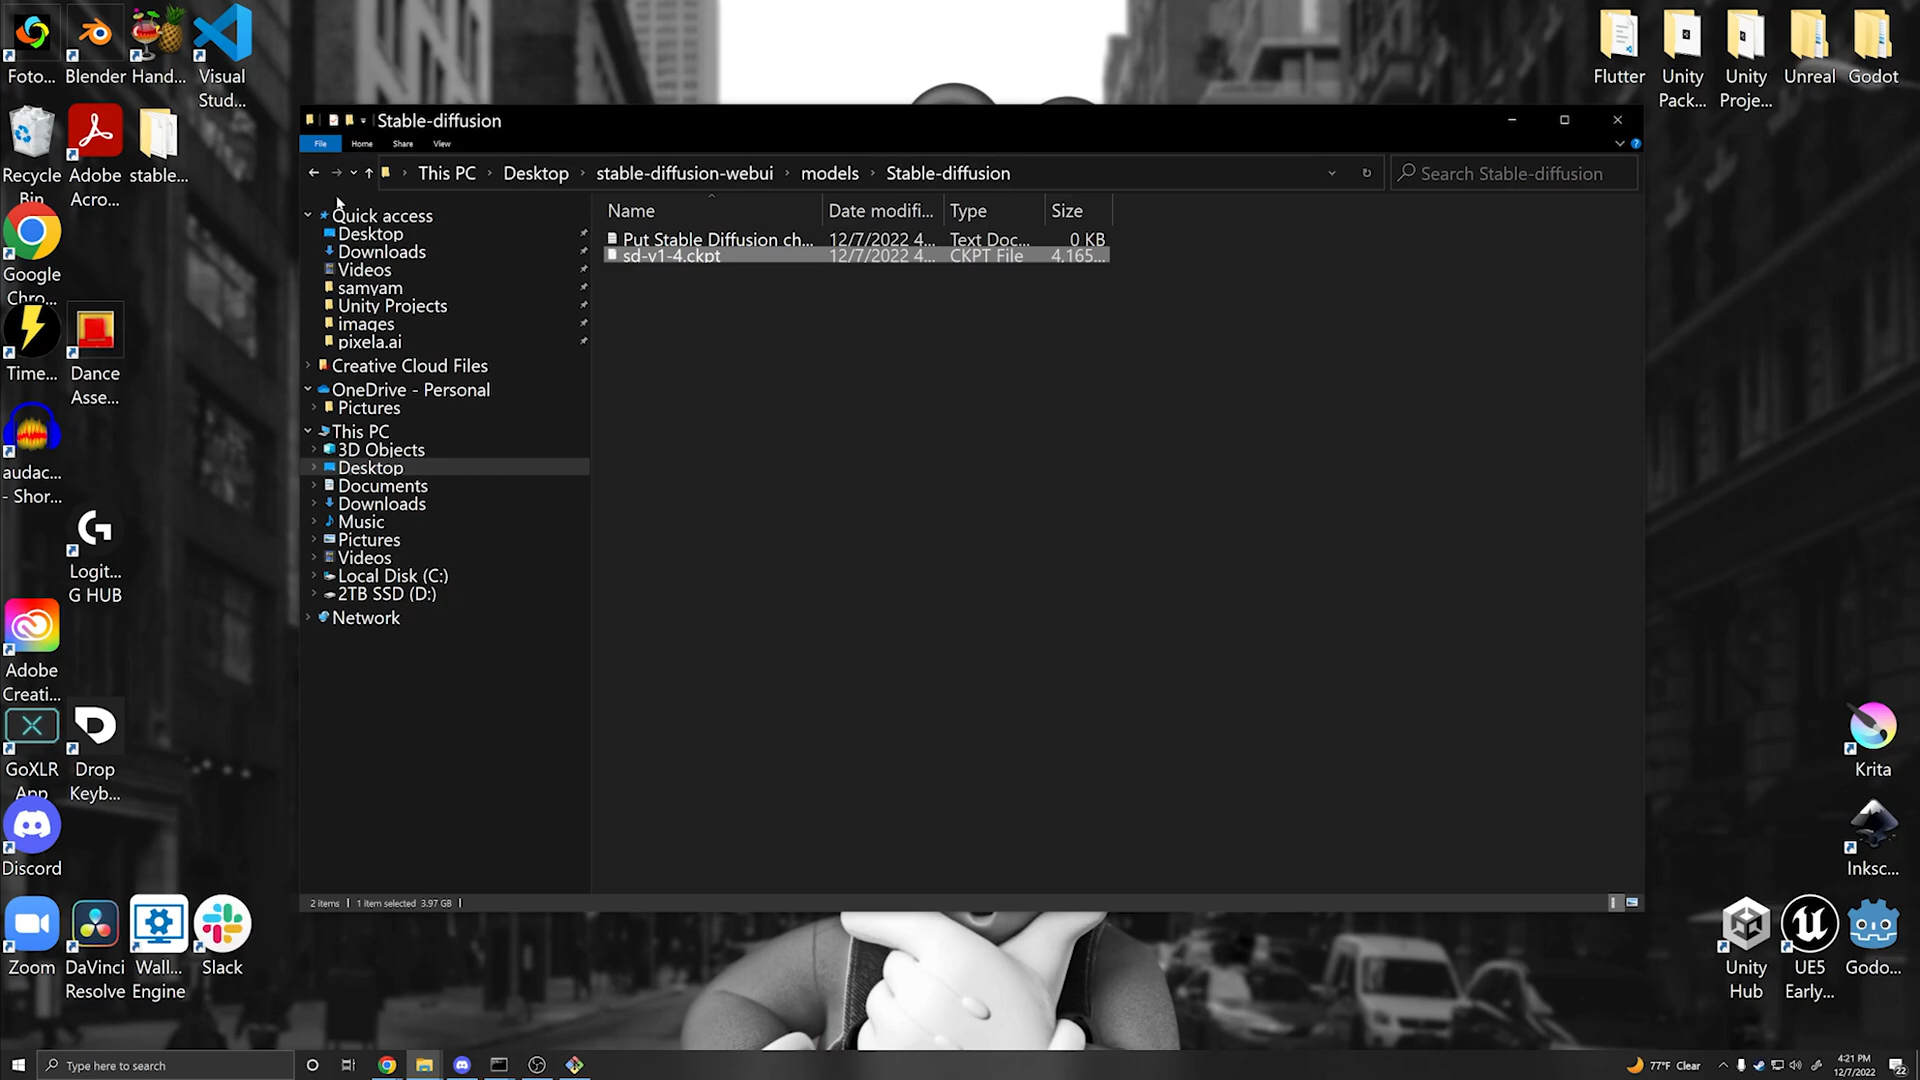 Foto...
Blender
Hand...
Visual
Stud...
Recycle
Bin
Adobe
Acro...
stable...
Google
Chro...
Time...
Dance
Asse...
audac...
- Shor...
Logit...
G HUB
Adobe
Creati...
GoXLR
App
Drop
Keyb...
Discord
Zoom
DaVinci
Resolve
Wall...
Engine
Slack
Stable-diffusion
File
Home
Share
View
This PC
Desktop
stable-diffusion-webui
models
Stable-diffusion
Search Stable-diffusion
Quick access
Desktop
Downloads
Videos
samyam
Unity Projects
images
pixela.ai
Creative Cloud Files
OneDrive - Personal
Pictures
This PC
3D Objects
Desktop
Documents
Downloads
Music
Pictures
Videos
Local Disk (C:)
2TB SSD (D:)
Network
Name Date modifi... Type Size
Put Stable Diffusion ch... 12/7/2022 4... Text Doc... 0 KB
sd-v1-4.ckpt 12/7/2022 4... CKPT File 4,165...
2 items 1 item selected 3.97 GB
Flutter
Unity
Pack...
Unity
Proje...
Unreal
Godot
Krita
Inksc...
Unity
Hub
UE5
Early...
Godo...
Type here to search
77°F Clear
4:21 PM
12/7/2022
22